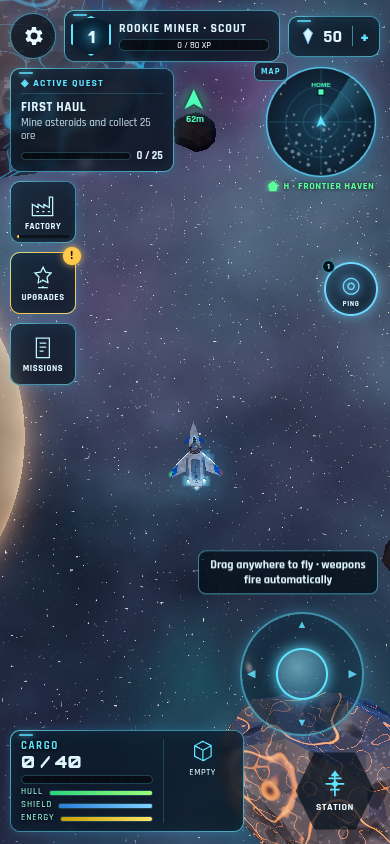 1
ROOKIE MINER · SCOUT
0 / 80 XP
50
+
ACTIVE QUEST
FIRST HAUL
Mine asteroids and collect 25
ore
0 / 25
62m
MAP
HOME
H · FRONTIER HAVEN
FACTORY
!
UPGRADES
MISSIONS
1
PING
Drag anywhere to fly · weapons
fire automatically
CARGO
0 / 40
HULL
SHIELD
ENERGY
EMPTY
STATION